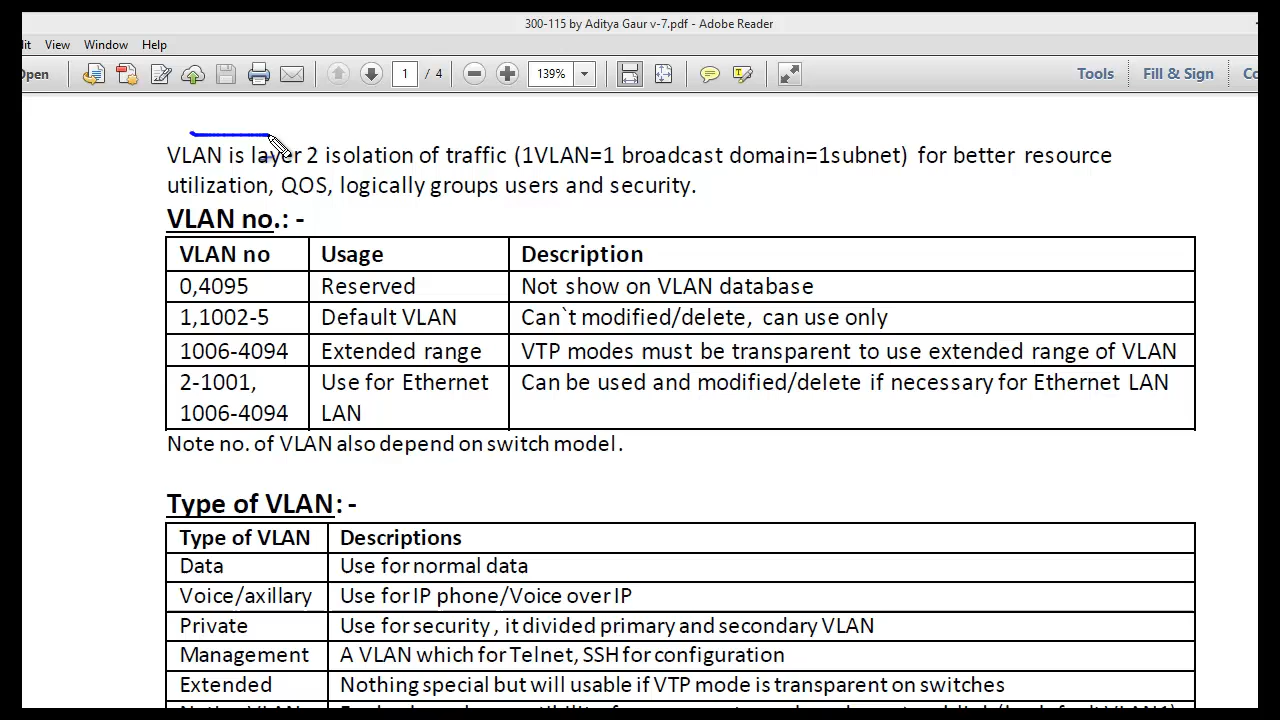 300-115 by Aditya Gaur v-7.pdf - Adobe Reader
dit View Window Help
Open 1 / 4 139% Tools Fill & Sign Co
VLAN is layer 2 isolation of traffic (1VLAN=1 broadcast domain=1subnet) for better resource
utilization, QOS, logically groups users and security.
VLAN no.: -
VLAN no Usage Description
0,4095 Reserved Not show on VLAN database
1,1002-5 Default VLAN Can`t modified/delete, can use only
1006-4094 Extended range VTP modes must be transparent to use extended range of VLAN
2-1001, Use for Ethernet Can be used and modified/delete if necessary for Ethernet LAN
1006-4094 LAN
Note no. of VLAN also depend on switch model.
Type of VLAN: -
Type of VLAN Descriptions
Data Use for normal data
Voice/axillary Use for IP phone/Voice over IP
Private Use for security , it divided primary and secondary VLAN
Management A VLAN which for Telnet, SSH for configuration
Extended Nothing special but will usable if VTP mode is transparent on switches